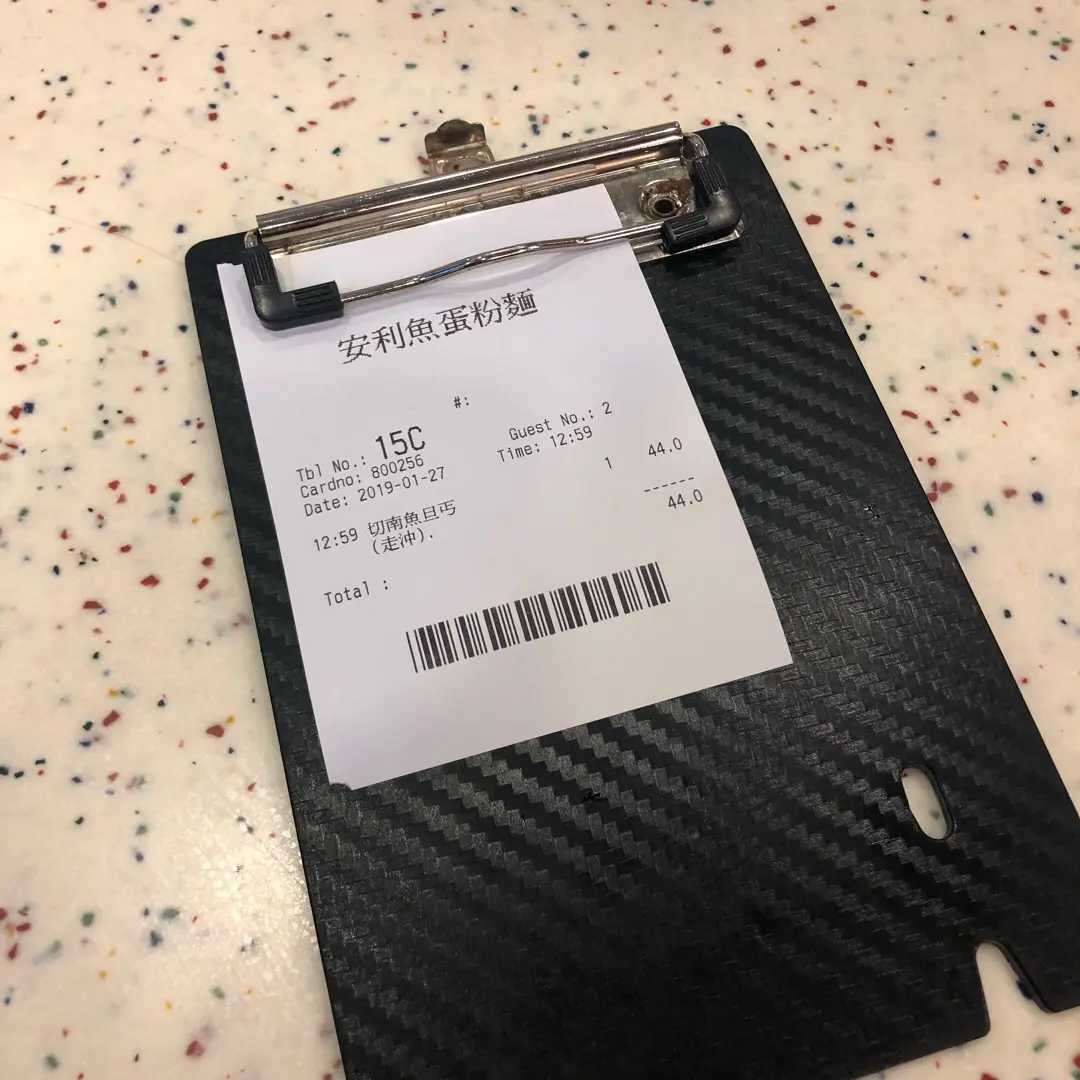 安利魚蛋粉麵
#:
Tbl No.: 15C Guest No.: 2
Cardno: 800256 Time: 12:59
Date: 2019-01-27
12:59 切南魚旦丐 1 44.0
(走沖).
------
Total : 44.0